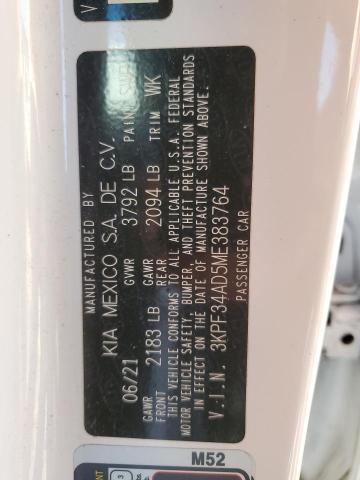 MANUFACTURED BY
KIA MEXICO S.A. DE C.V.
06/21 GVWR 3792 LB PAINT
GAWR FRONT 2183 LB GAWR REAR 2094 LB TRIM WK
THIS VEHICLE CONFORMS TO ALL APPLICABLE U.S.A. FEDERAL
MOTOR VEHICLE SAFETY, BUMPER, AND THEFT PREVENTION STANDARDS
IN EFFECT ON THE DATE OF MANUFACTURE SHOWN ABOVE.
V.I.N. 3KPF34AD5ME383764
PASSENGER CAR
M52